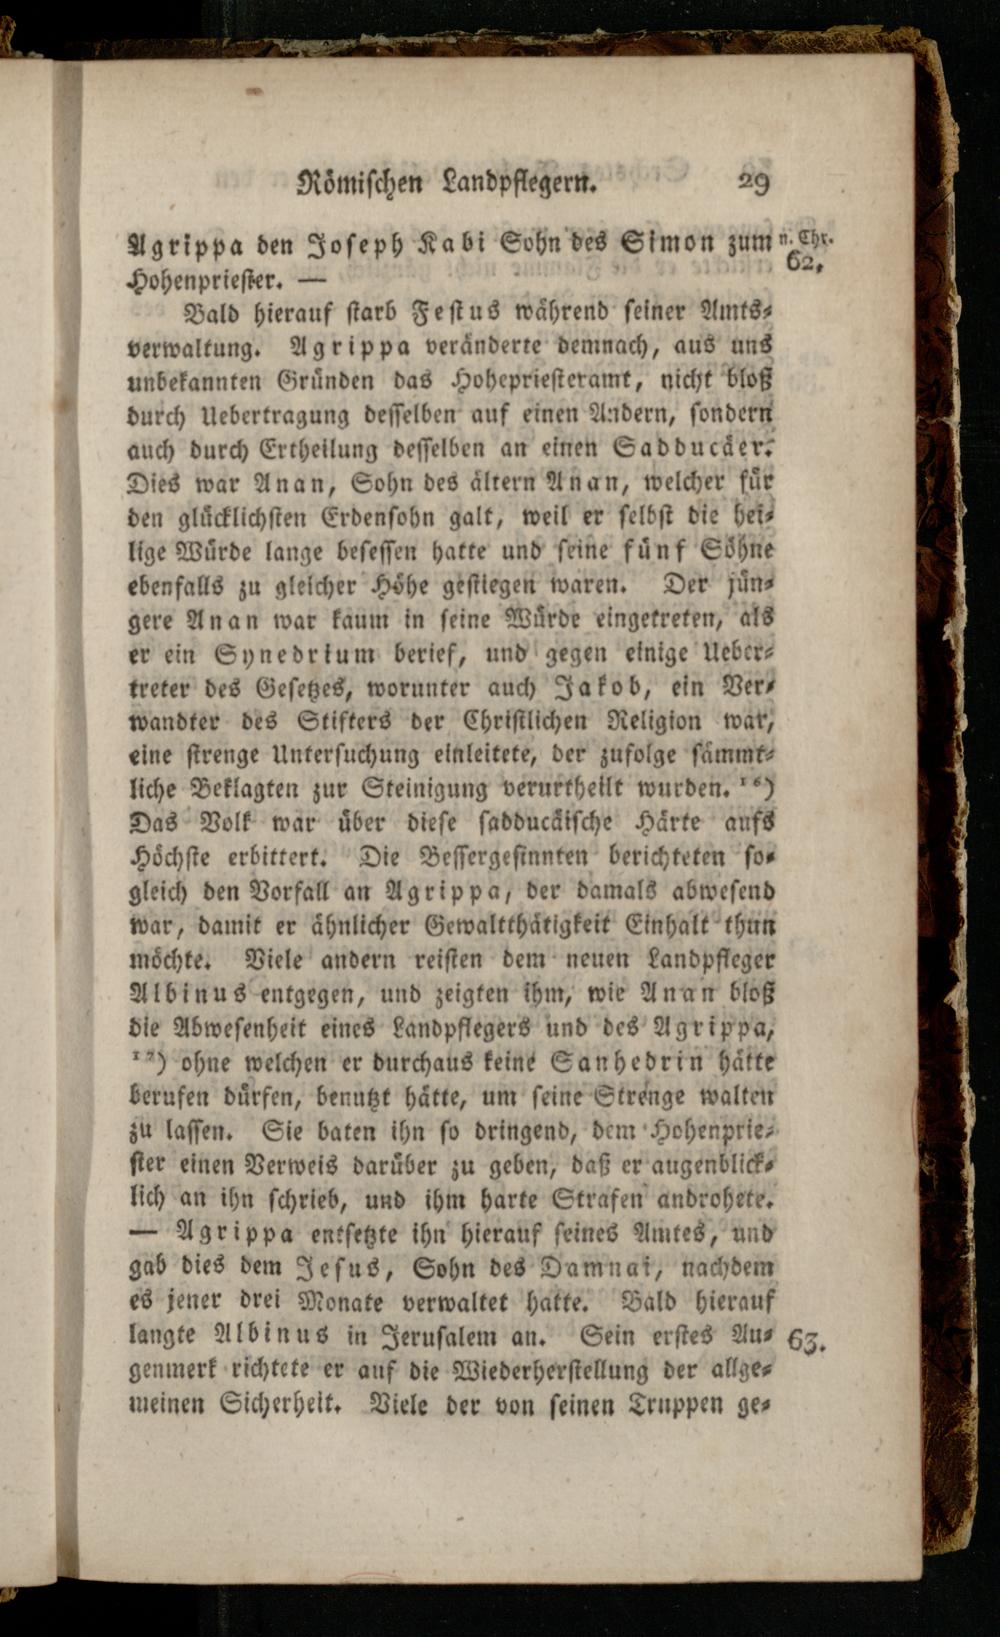 Römischen Landpflegern. 29
Agrippa den Joseph Kabi Sohn des Simon zum n. Chr.
62.
Hohenpriester. —
Bald hierauf starb Festus während seiner Amts-
verwaltung. Agrippa veränderte demnach, aus uns
unbekannten Gründen das Hohepriesteramt, nicht bloß
durch Uebertragung desselben auf einen Andern, sondern
auch durch Ertheilung desselben an einen Sadducäer.
Dies war Anan, Sohn des ältern Anan, welcher für
den glücklichsten Erdensohn galt, weil er selbst die hei-
lige Würde lange besessen hatte und seine fünf Söhne
ebenfalls zu gleicher Höhe gestiegen waren. Der jün-
gere Anan war kaum in seine Würde eingetreten, als
er ein Synedrium berief, und gegen einige Ueber-
treter des Gesetzes, worunter auch Jakob, ein Ver-
wandter des Stifters der Christlichen Religion war,
eine strenge Untersuchung einleitete, der zufolge sämmt-
liche Beklagten zur Steinigung verurtheilt wurden. 16)
Das Volk war über diese sadducäische Härte aufs
Höchste erbittert. Die Bessergesinnten berichteten so-
gleich den Vorfall an Agrippa, der damals abwesend
war, damit er ähnlicher Gewaltthätigkeit Einhalt thun
möchte. Viele andern reisten dem neuen Landpfleger
Albinus entgegen, und zeigten ihm, wie Anan bloß
die Abwesenheit eines Landpflegers und des Agrippa,
17) ohne welchen er durchaus keine Sanhedrin hätte
berufen dürfen, benutzt hätte, um seine Strenge walten
zu lassen. Sie baten ihn so dringend, dem Hohenprie-
ster einen Verweis darüber zu geben, daß er augenblick-
lich an ihn schrieb, und ihm harte Strafen androhete.
— Agrippa entsetzte ihn hierauf seines Amtes, und
gab dies dem Jesus, Sohn des Damnai, nachdem
es jener drei Monate verwaltet hatte. Bald hierauf
langte Albinus in Jerusalem an. Sein erstes Au- 63.
genmerk richtete er auf die Wiederherstellung der allge-
meinen Sicherheit. Viele der von seinen Truppen ge-